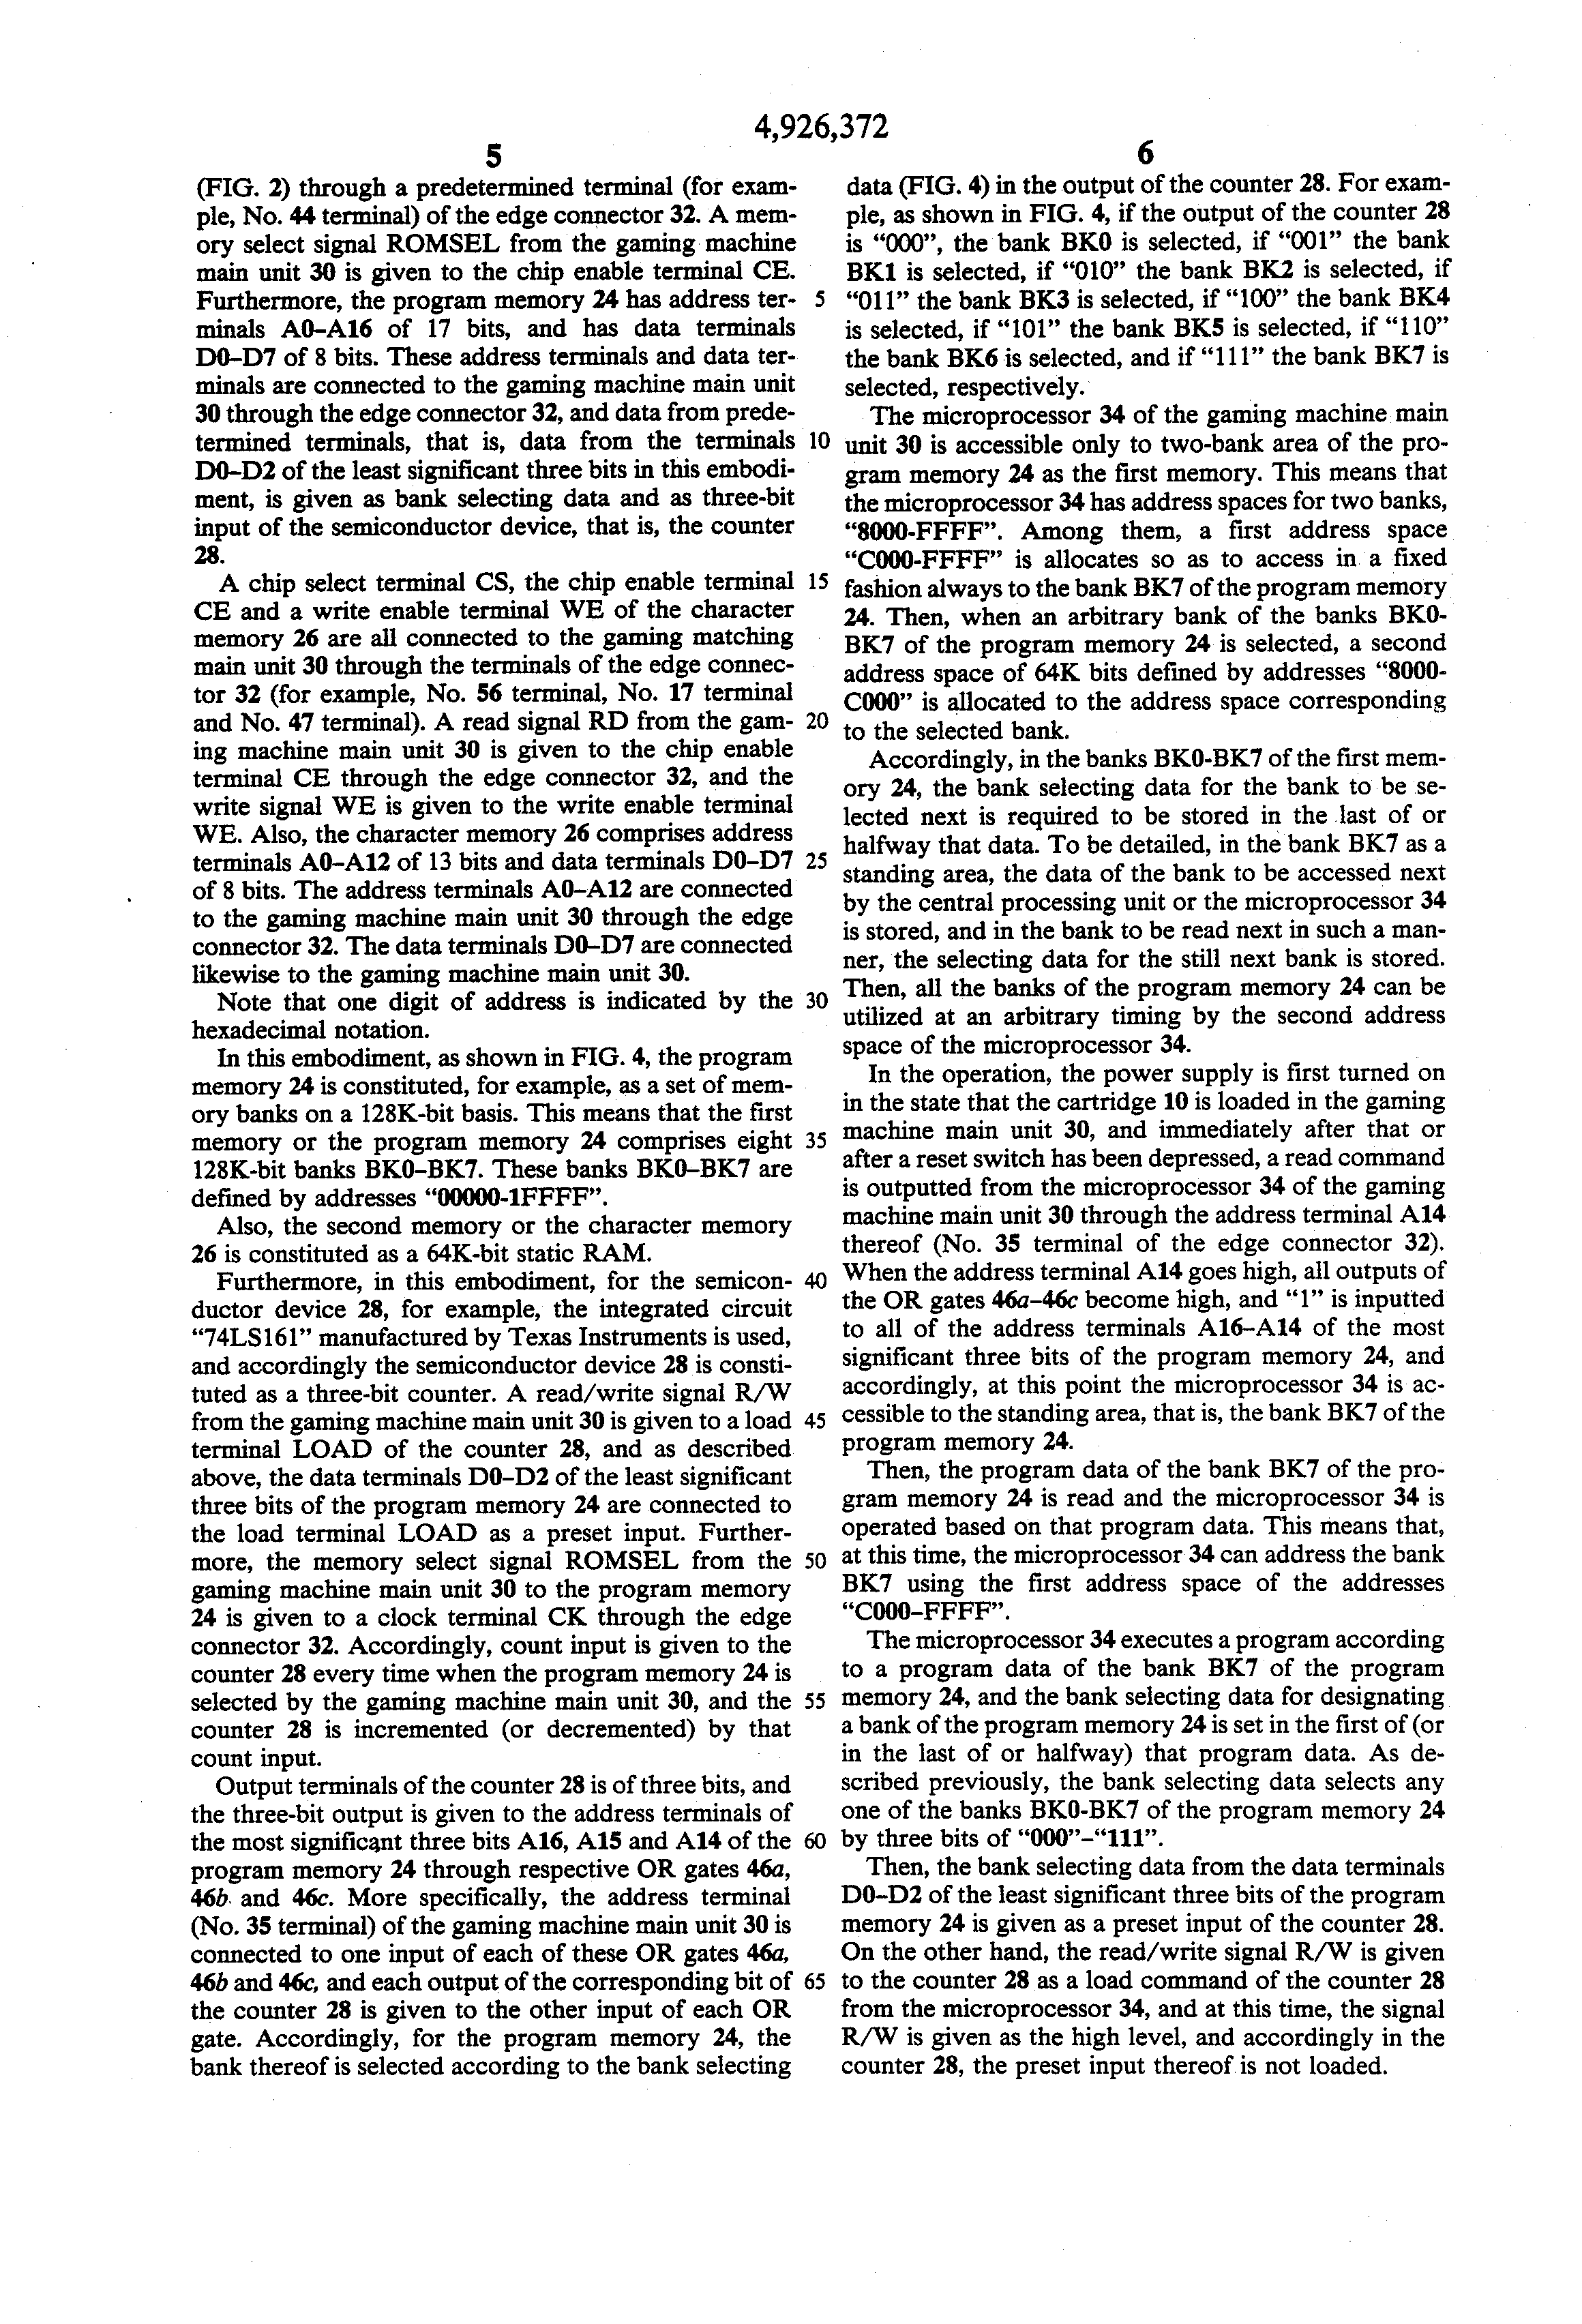 4,926,372
5
(FIG. 2) through a predetermined terminal (for exam-
ple, No. 44 terminal) of the edge connector 32. A mem-
ory select signal ROMSEL from the gaming machine
main unit 30 is given to the chip enable terminal CE.
Furthermore, the program memory 24 has address ter- 5
minals A0–A16 of 17 bits, and has data terminals
D0–D7 of 8 bits. These address terminals and data ter-
minals are connected to the gaming machine main unit
30 through the edge connector 32, and data from prede-
termined terminals, that is, data from the terminals 10
D0–D2 of the least significant three bits in this embodi-
ment, is given as bank selecting data and as three-bit
input of the semiconductor device, that is, the counter
28.
A chip select terminal CS, the chip enable terminal 15
CE and a write enable terminal WE of the character
memory 26 are all connected to the gaming matching
main unit 30 through the terminals of the edge connec-
tor 32 (for example, No. 56 terminal, No. 17 terminal
and No. 47 terminal). A read signal RD from the gam- 20
ing machine main unit 30 is given to the chip enable
terminal CE through the edge connector 32, and the
write signal WE is given to the write enable terminal
WE. Also, the character memory 26 comprises address
terminals A0–A12 of 13 bits and data terminals D0–D7 25
of 8 bits. The address terminals A0–A12 are connected
to the gaming machine main unit 30 through the edge
connector 32. The data terminals D0–D7 are connected
likewise to the gaming machine main unit 30.
Note that one digit of address is indicated by the 30
hexadecimal notation.
In this embodiment, as shown in FIG. 4, the program
memory 24 is constituted, for example, as a set of mem-
ory banks on a 128K-bit basis. This means that the first
memory or the program memory 24 comprises eight 35
128K-bit banks BK0–BK7. These banks BK0–BK7 are
defined by addresses “00000-1FFFF”.
Also, the second memory or the character memory
26 is constituted as a 64K-bit static RAM.
Furthermore, in this embodiment, for the semicon- 40
ductor device 28, for example, the integrated circuit
“74LS161” manufactured by Texas Instruments is used,
and accordingly the semiconductor device 28 is consti-
tuted as a three-bit counter. A read/write signal R/W
from the gaming machine main unit 30 is given to a load 45
terminal LOAD of the counter 28, and as described
above, the data terminals D0–D2 of the least significant
three bits of the program memory 24 are connected to
the load terminal LOAD as a preset input. Further-
more, the memory select signal ROMSEL from the 50
gaming machine main unit 30 to the program memory
24 is given to a clock terminal CK through the edge
connector 32. Accordingly, count input is given to the
counter 28 every time when the program memory 24 is
selected by the gaming machine main unit 30, and the 55
counter 28 is incremented (or decremented) by that
count input.
Output terminals of the counter 28 is of three bits, and
the three-bit output is given to the address terminals of
the most significant three bits A16, A15 and A14 of the 60
program memory 24 through respective OR gates 46a,
46b and 46c. More specifically, the address terminal
(No. 35 terminal) of the gaming machine main unit 30 is
connected to one input of each of these OR gates 46a,
46b and 46c, and each output of the corresponding bit of 65
the counter 28 is given to the other input of each OR
gate. Accordingly, for the program memory 24, the
bank thereof is selected according to the bank selecting
6
data (FIG. 4) in the output of the counter 28. For exam-
ple, as shown in FIG. 4, if the output of the counter 28
is “000”, the bank BK0 is selected, if “001” the bank
BK1 is selected, if “010” the bank BK2 is selected, if
“011” the bank BK3 is selected, if “100” the bank BK4
is selected, if “101” the bank BK5 is selected, if “110”
the bank BK6 is selected, and if “111” the bank BK7 is
selected, respectively.
The microprocessor 34 of the gaming machine main
unit 30 is accessible only to two-bank area of the pro-
gram memory 24 as the first memory. This means that
the microprocessor 34 has address spaces for two banks,
“8000-FFFF”. Among them, a first address space
“C000-FFFF” is allocates so as to access in a fixed
fashion always to the bank BK7 of the program memory
24. Then, when an arbitrary bank of the banks BK0-
BK7 of the program memory 24 is selected, a second
address space of 64K bits defined by addresses “8000-
C000” is allocated to the address space corresponding
to the selected bank.
Accordingly, in the banks BK0-BK7 of the first mem-
ory 24, the bank selecting data for the bank to be se-
lected next is required to be stored in the last of or
halfway that data. To be detailed, in the bank BK7 as a
standing area, the data of the bank to be accessed next
by the central processing unit or the microprocessor 34
is stored, and in the bank to be read next in such a man-
ner, the selecting data for the still next bank is stored.
Then, all the banks of the program memory 24 can be
utilized at an arbitrary timing by the second address
space of the microprocessor 34.
In the operation, the power supply is first turned on
in the state that the cartridge 10 is loaded in the gaming
machine main unit 30, and immediately after that or
after a reset switch has been depressed, a read command
is outputted from the microprocessor 34 of the gaming
machine main unit 30 through the address terminal A14
thereof (No. 35 terminal of the edge connector 32).
When the address terminal A14 goes high, all outputs of
the OR gates 46a–46c become high, and “1” is inputted
to all of the address terminals A16–A14 of the most
significant three bits of the program memory 24, and
accordingly, at this point the microprocessor 34 is ac-
cessible to the standing area, that is, the bank BK7 of the
program memory 24.
Then, the program data of the bank BK7 of the pro-
gram memory 24 is read and the microprocessor 34 is
operated based on that program data. This means that,
at this time, the microprocessor 34 can address the bank
BK7 using the first address space of the addresses
“C000–FFFF”.
The microprocessor 34 executes a program according
to a program data of the bank BK7 of the program
memory 24, and the bank selecting data for designating
a bank of the program memory 24 is set in the first of (or
in the last of or halfway) that program data. As de-
scribed previously, the bank selecting data selects any
one of the banks BK0-BK7 of the program memory 24
by three bits of “000”–“111”.
Then, the bank selecting data from the data terminals
D0–D2 of the least significant three bits of the program
memory 24 is given as a preset input of the counter 28.
On the other hand, the read/write signal R/W is given
to the counter 28 as a load command of the counter 28
from the microprocessor 34, and at this time, the signal
R/W is given as the high level, and accordingly in the
counter 28, the preset input thereof is not loaded.